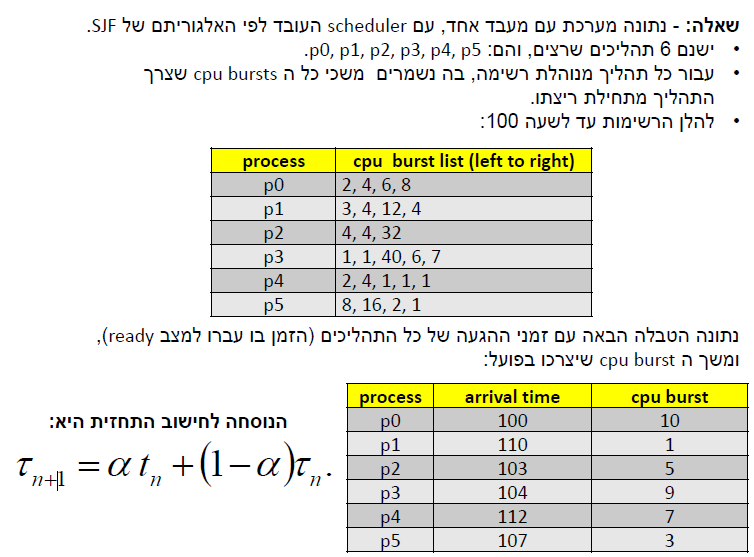 שאלה: - נתונה מערכת עם מעבד אחד, עם scheduler העובד לפי האלגוריתם של SJF.
• ישנם 6 תהליכים שרצים, והם: p0, p1, p2, p3, p4, p5.
• עבור כל תהליך מנוהלת רשימה, בה נשמרים משכי כל ה cpu bursts שצרך
התהליך מתחילת ריצתו.
• להלן הרשימות עד לשעה 100:
process cpu burst list (left to right)
p0 2, 4, 6, 8
p1 3, 4, 12, 4
p2 4, 4, 32
p3 1, 1, 40, 6, 7
p4 2, 4, 1, 1, 1
p5 8, 16, 2, 1
נתונה הטבלה הבאה עם זמני ההגעה של כל התהליכים (הזמן בו עברו למצב ready),
ומשך ה cpu burst שיצרכו בפועל:
process arrival time cpu burst
p0 100 10
p1 110 1
p2 103 5
p3 104 9
p4 112 7
p5 107 3
הנוסחה לחישוב התחזית היא:
τₙ₊₁ = α tₙ + (1 − α)τₙ.